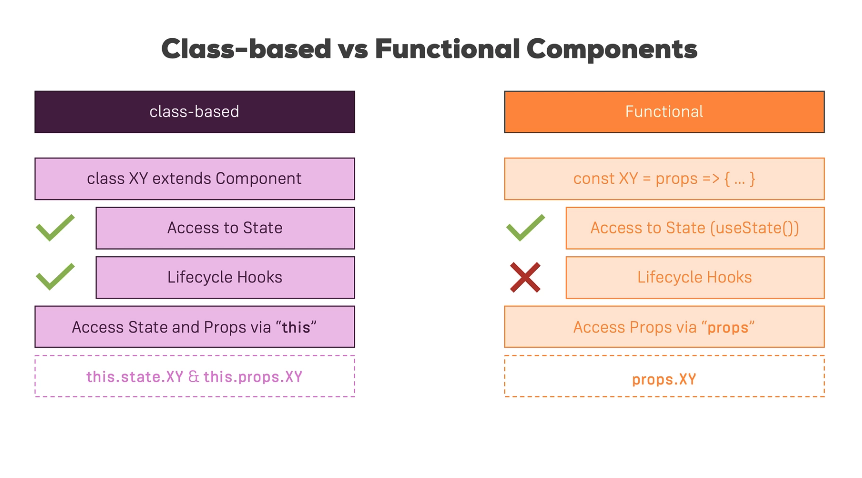 Class-based vs Functional Components
class-based
class XY extends Component
Access to State
Lifecycle Hooks
Access State and Props via “this”
this.state.XY & this.props.XY
Functional
const XY = props => { ... }
Access to State (useState())
Lifecycle Hooks
Access Props via “props”
props.XY